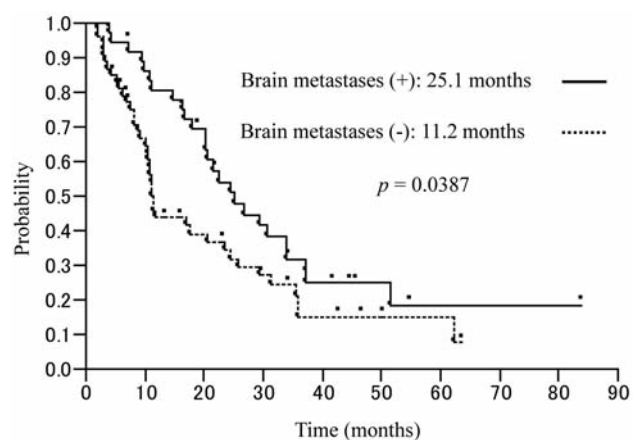 1.0
0.9
0.8
0.7
0.6
0.5
0.4
0.3
0.2
0.1
0.0
Probability
Brain metastases (+): 25.1 months
Brain metastases (-): 11.2 months
p = 0.0387
0 10 20 30 40 50 60 70 80 90
Time (months)